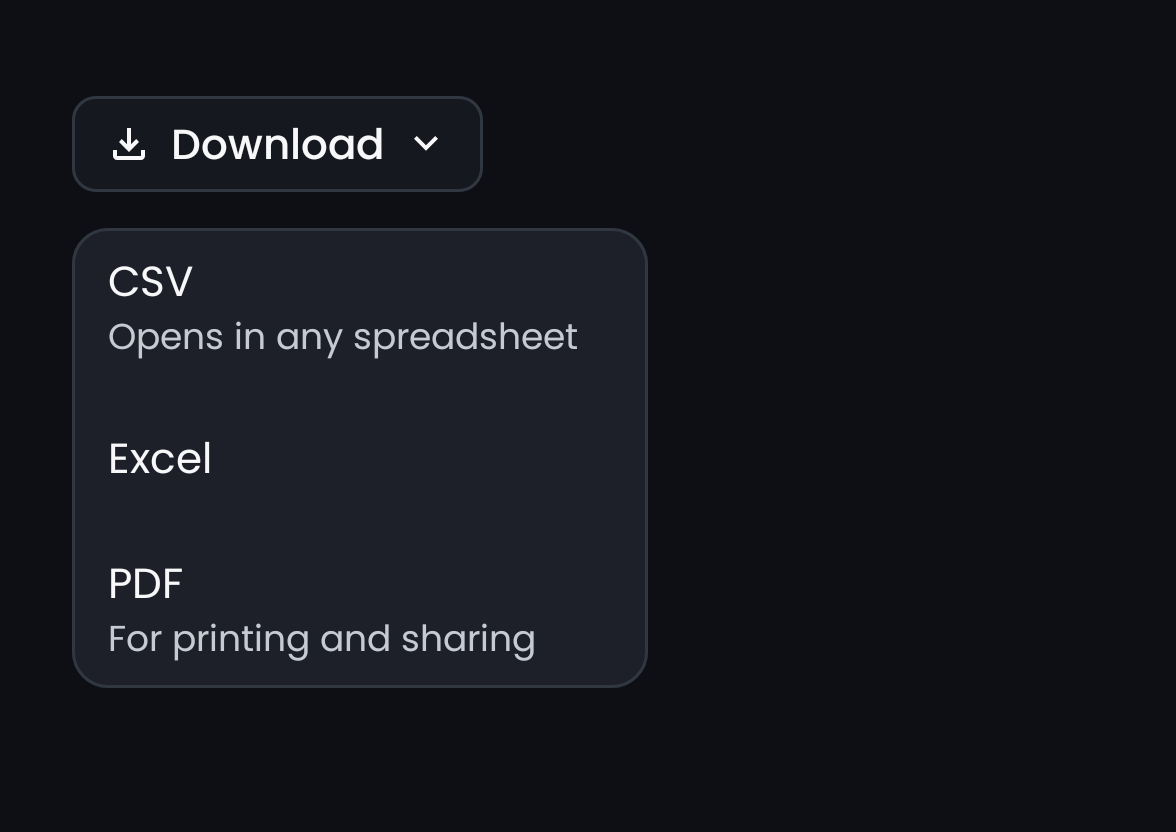 Download
CSV
Opens in any spreadsheet
Excel
PDF
For printing and sharing